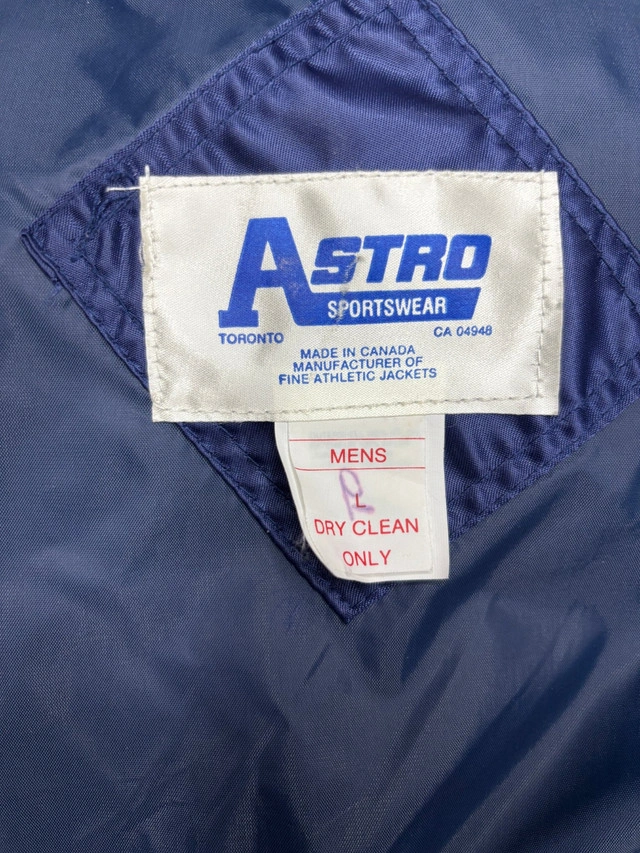 ASTRO
SPORTSWEAR
TORONTO CA 04948
MADE IN CANADA
MANUFACTURER OF
FINE ATHLETIC JACKETS
MENS
L
DRY CLEAN
ONLY